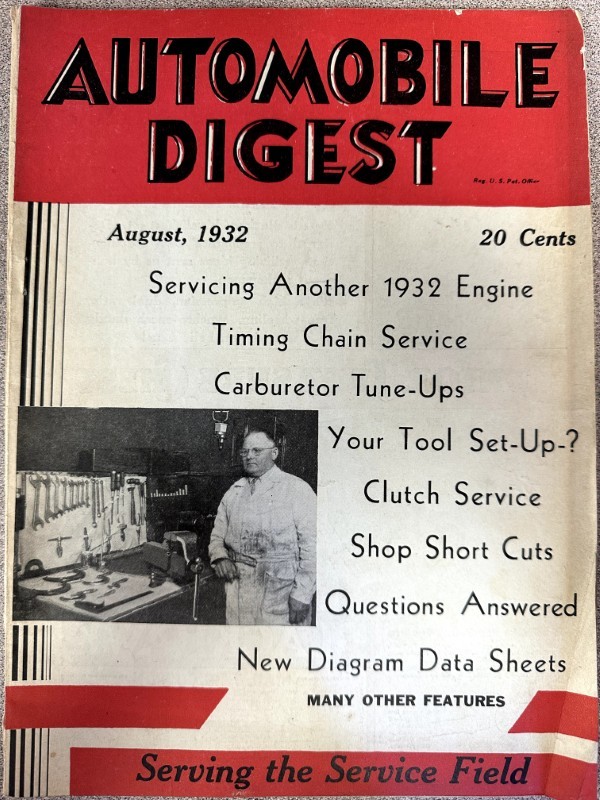 AUTOMOBILE
DIGEST
Reg. U. S. Pat. Office
August, 1932
20 Cents
Servicing Another 1932 Engine
Timing Chain Service
Carburetor Tune-Ups
Your Tool Set-Up-?
Clutch Service
Shop Short Cuts
Questions Answered
New Diagram Data Sheets
MANY OTHER FEATURES
Serving the Service Field